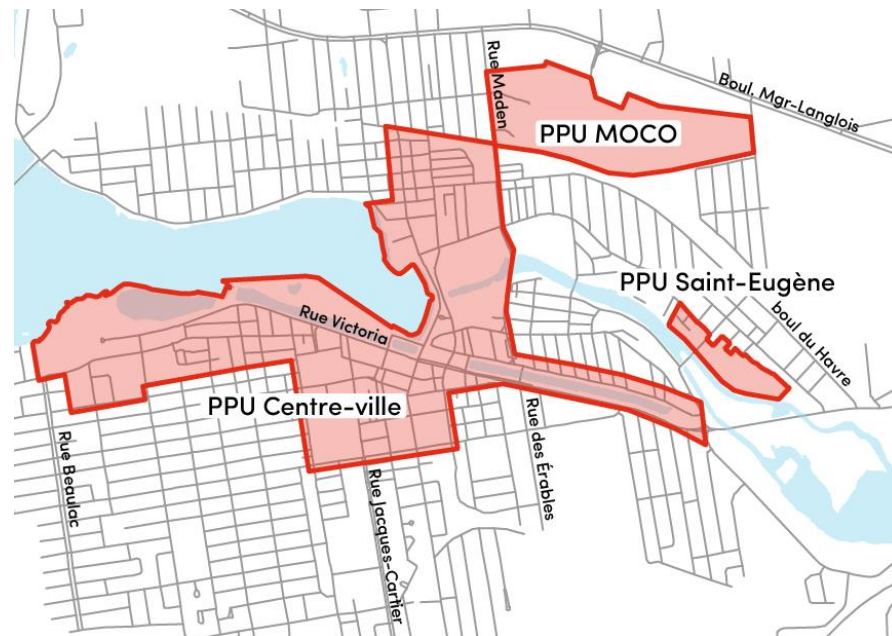 Rue Maden
Boul. Mgr-Langlois
PPU MOCO
PPU Saint-Eugène
boul du Havre
Rue Victoria
PPU Centre-ville
Rue Beaulac
Rue Jacques-Cartier
Rue des Érables